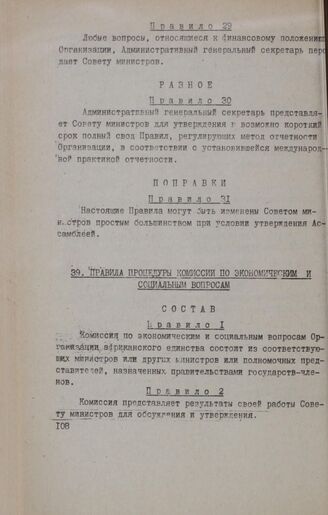 Правило 29
Любые вопросы, относящиеся к финансовому положению
Организации, Административный генеральный секретарь пере
дает Совету министров.
РАЗНОЕ
Правило 30
Административный генеральный секретарь представля-
ет Совету министров для утверждения в возможно короткий
срок полный свод Правил, регулирующих метод отчетности
Организации, в соответствии с установившейся международ-
ной практикой отчетности.
ПОПРАВКИ
Правило 31
Настоящие Правила могут быть изменены Советом ми-
нистров простым большинством при условии утверждения Ас-
самблеей.
39. ПРАВИЛА ПРОЦЕДУРЫ КОМИССИИ ПО ЭКОНОМИЧЕСКИМ И
СОЦИАЛЬНЫМ ВОПРОСАМ
СОСТАВ
Правило I
Комиссия по экономическим и социальным вопросам Ор-
ганизации африканского единства состоит из соответствую-
щих министров или других министров или полномочных пред-
ставителей, назначенных правительствами государств-чле-
нов.
Правило 2
Комиссия представляет результаты своей работы Сове-
ту министров для обсуждения и утверждения.
I08